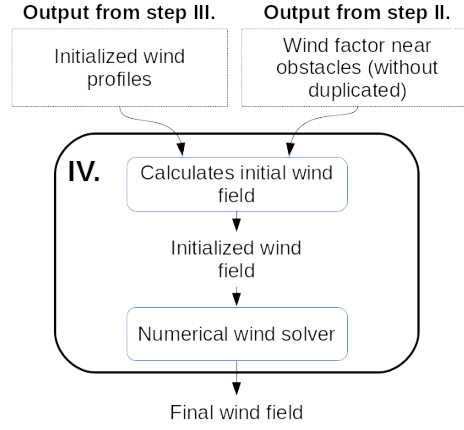 Output from step III.
Output from step II.
Initialized wind
profiles
Wind factor near
obstacles (without
duplicated)
IV.
Calculates initial wind
field
Initialized wind
field
Numerical wind solver
Final wind field